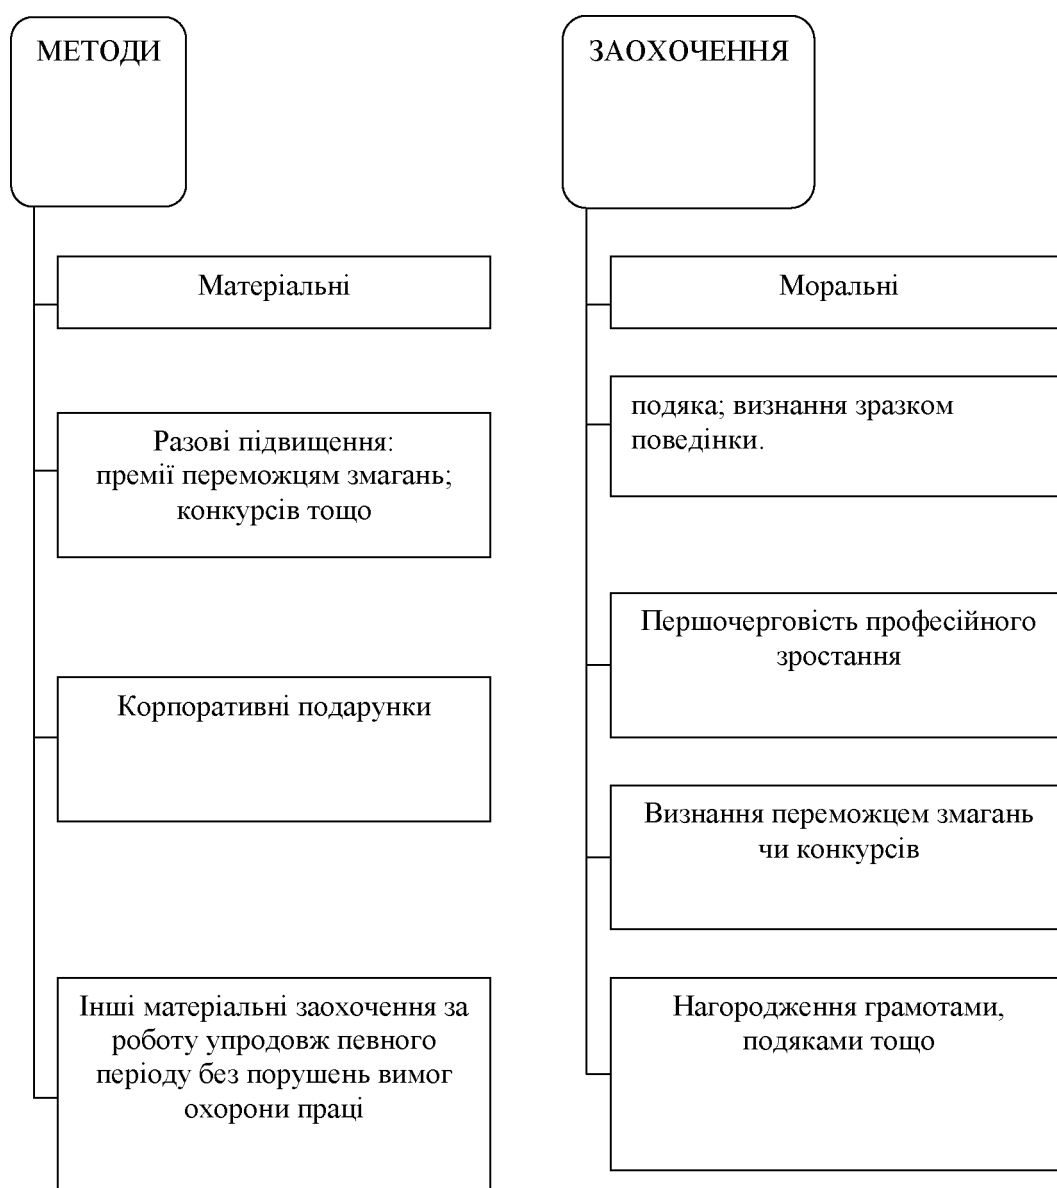 МЕТОДИ
Матеріальні
Разові підвищення:
премії переможцям змагань;
конкурсів тощо
Корпоративні подарунки
Інші матеріальні заохочення за
роботу упродовж певного
періоду без порушень вимог
охорони праці
ЗАОХОЧЕННЯ
Моральні
подяка; визнання зразком
поведінки.
Першочерговість професійного
зростання
Визнання переможцем змагань
чи конкурсів
Нагородження грамотами,
подяками тощо